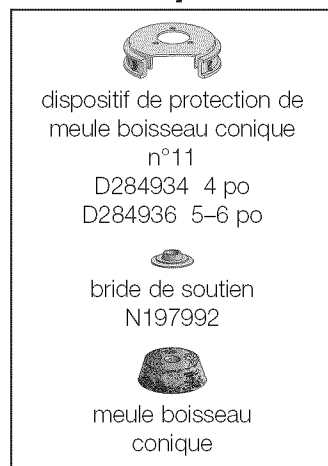 dispositif de protection de
meule boisseau conique
n°11
D284934 4 po
D284936 5–6 po
bride de soutien
N197992
meule boisseau
conique